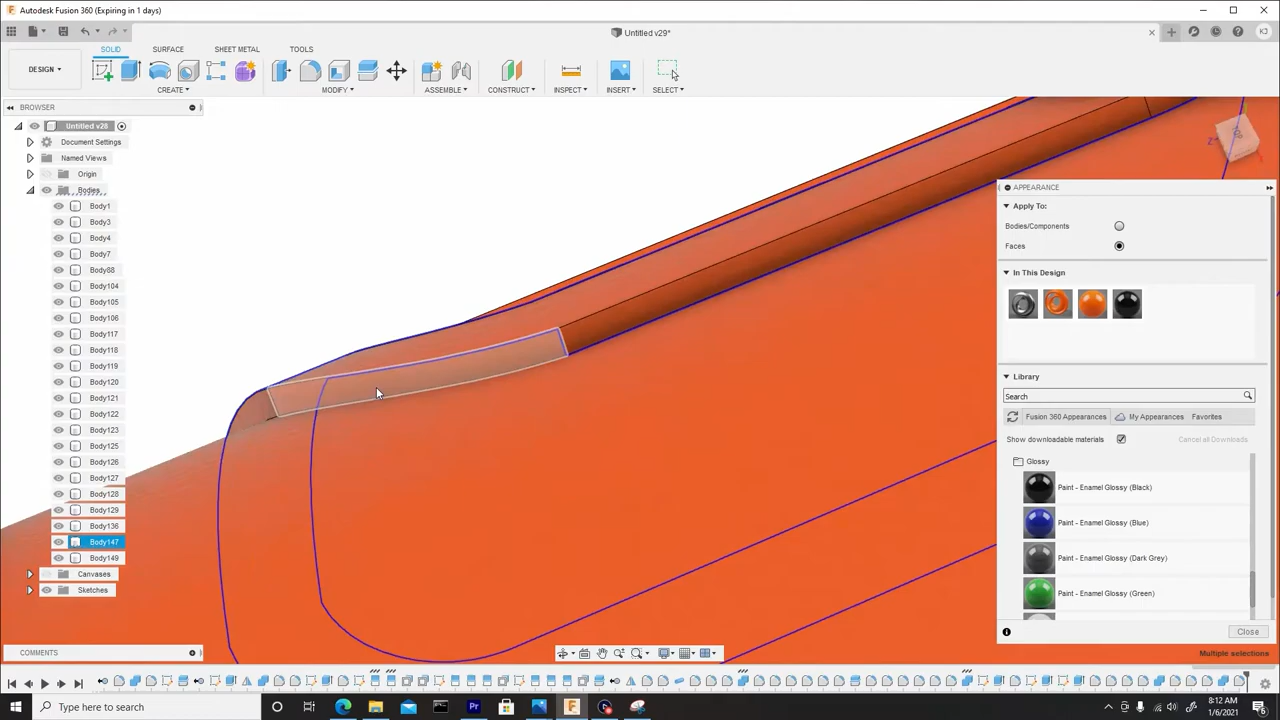 Autodesk Fusion 360 (Expiring in 1 days)
Untitled v29*
KJ
DESIGN
SOLID
SURFACE
SHEET METAL
TOOLS
CREATE
MODIFY
ASSEMBLE
CONSTRUCT
INSPECT
INSERT
SELECT
BROWSER
Untitled v28
Document Settings
Named Views
Origin
Bodies
Body1
Body3
Body4
Body7
Body88
Body104
Body105
Body106
Body117
Body118
Body119
Body120
Body121
Body122
Body123
Body125
Body126
Body127
Body128
Body129
Body136
Body147
Body149
Canvases
Sketches
COMMENTS
TOP
Z
APPEARANCE
Apply To:
Bodies/Components
Faces
In This Design
Library
Search
Fusion 360 Appearances
My Appearances
Favorites
Show downloadable materials
Cancel all Downloads
Glossy
Paint - Enamel Glossy (Black)
Paint - Enamel Glossy (Blue)
Paint - Enamel Glossy (Dark Grey)
Paint - Enamel Glossy (Green)
Close
Multiple selections
Type here to search
Pr
F
8:12 AM
1/6/2021